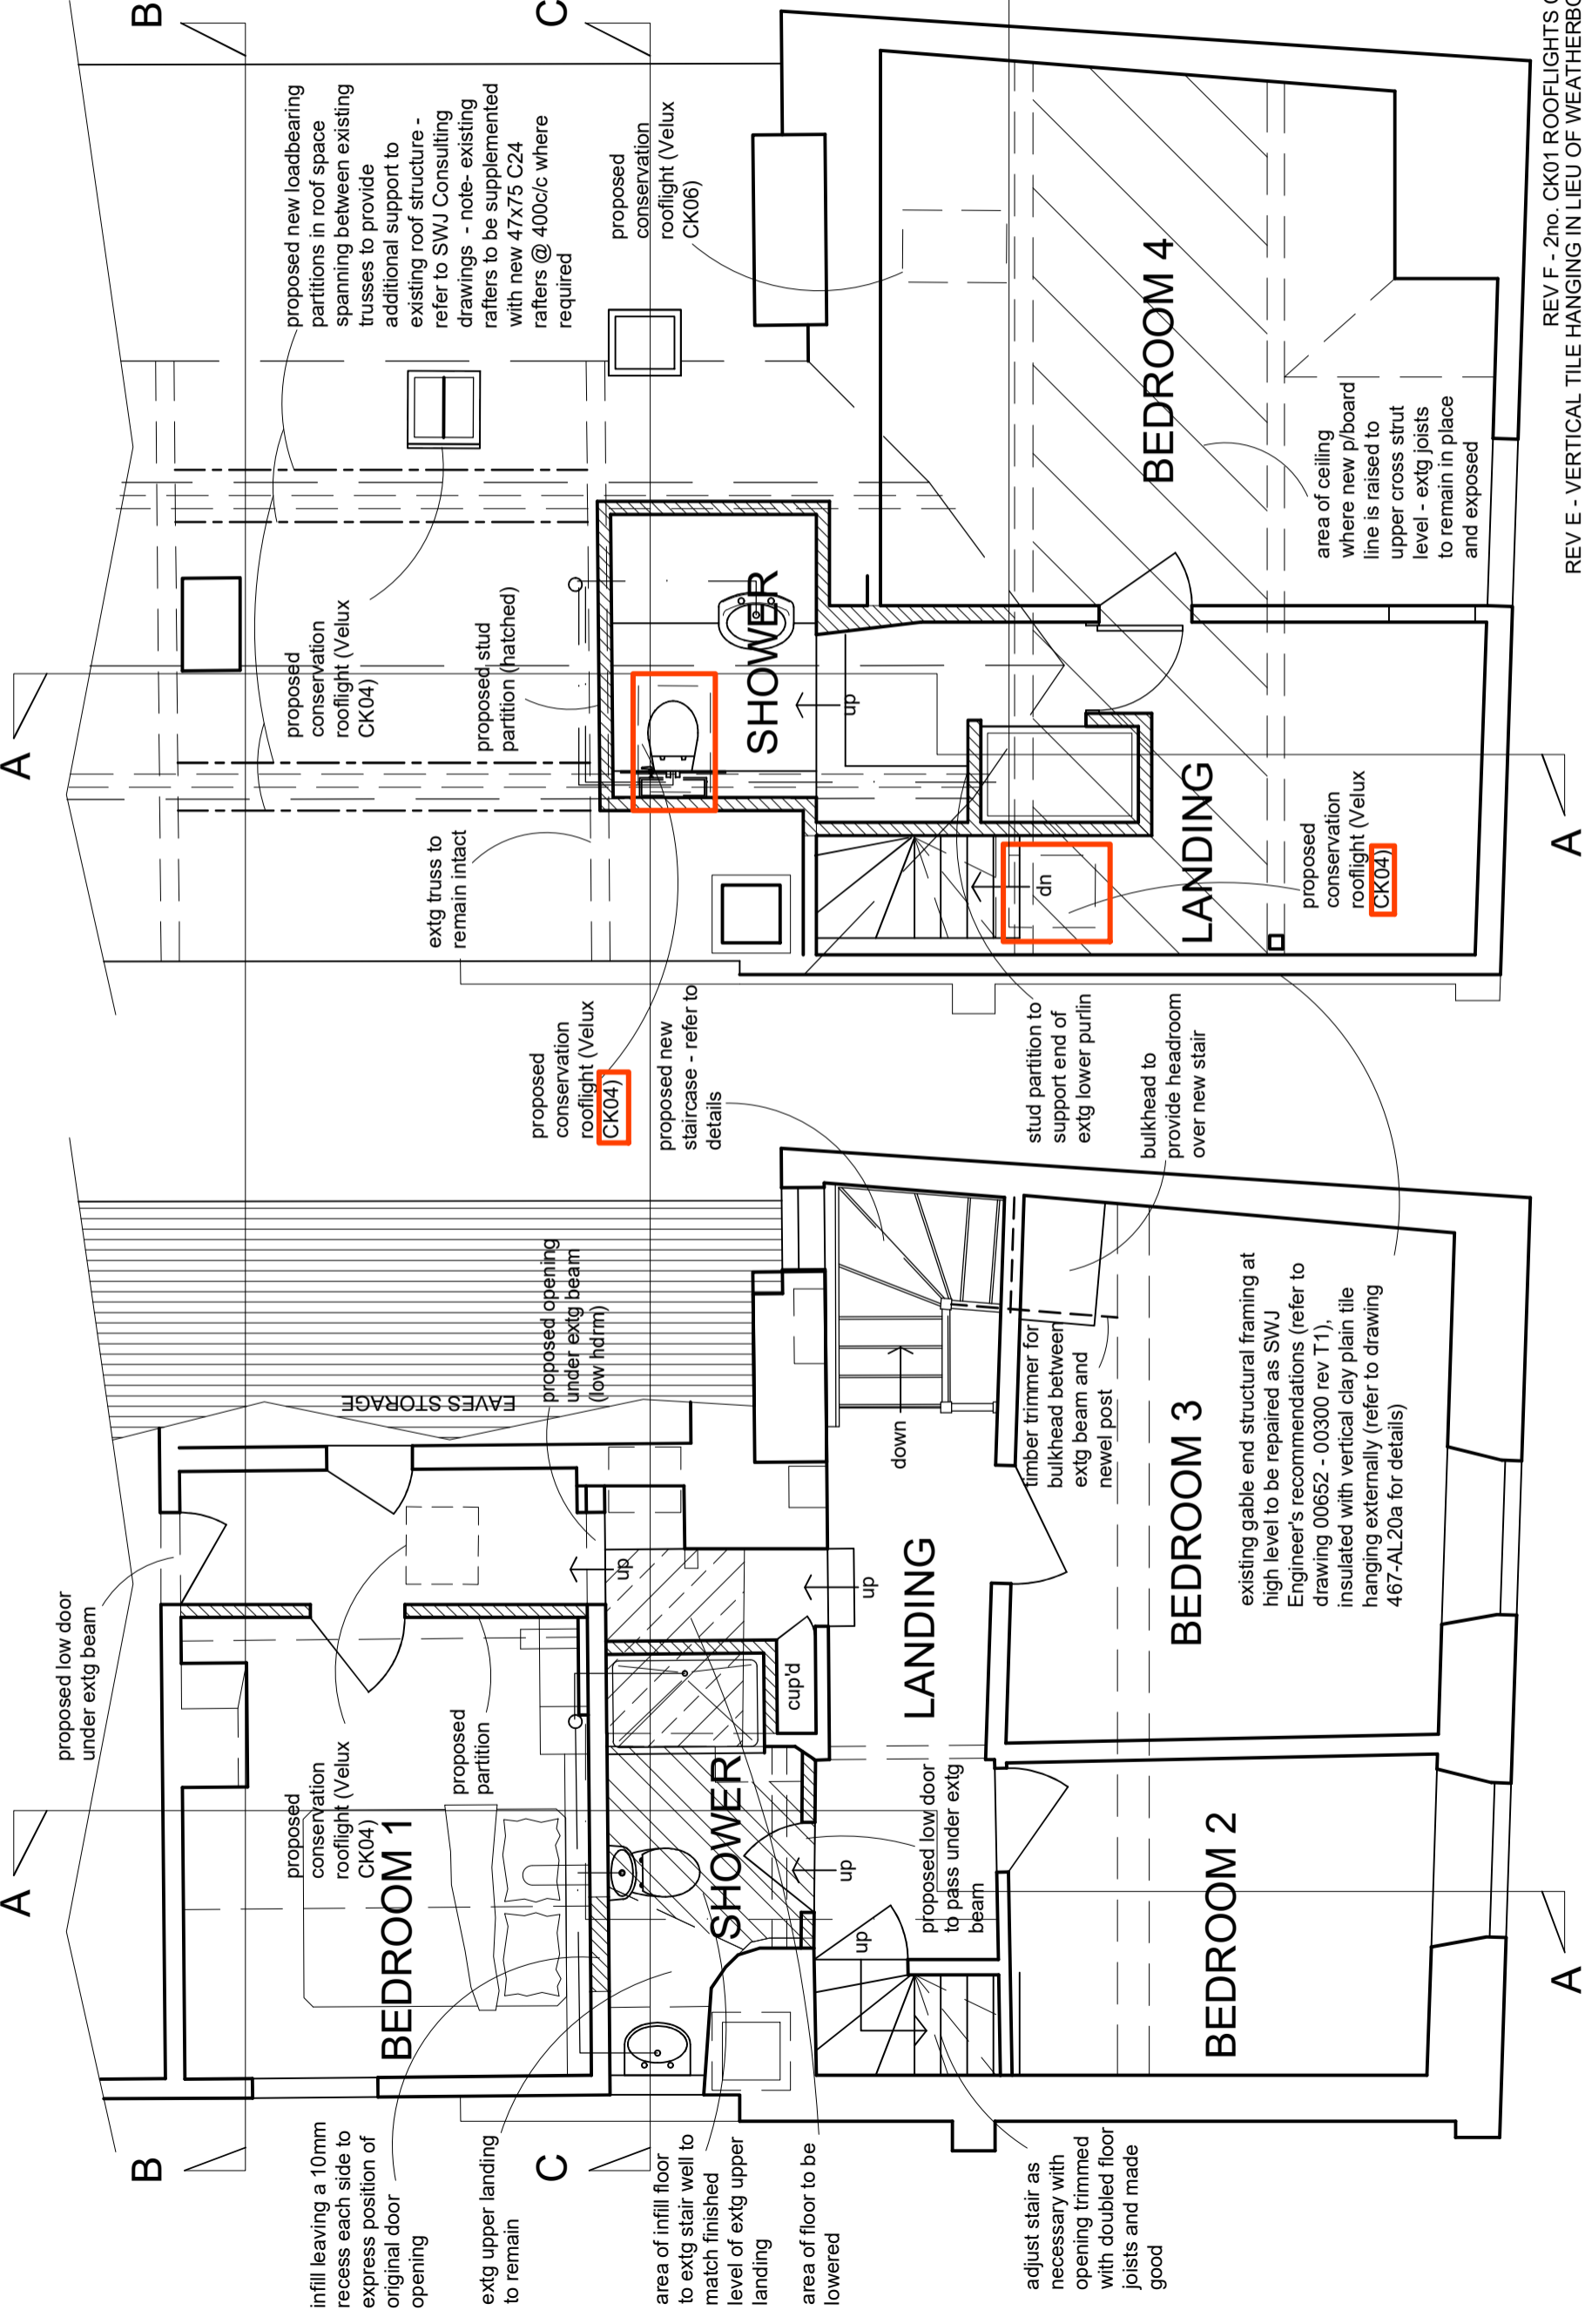 A
B
C
proposed new loadbearing
partitions in roof space
spanning between existing
trusses to provide
additional support to
existing roof structure -
refer to SWJ Consulting
drawings - note- existing
rafters to be supplemented
with new 47x75 C24
rafters @ 400c/c where
required
proposed
conservation
rooflight (Velux
CK06)
proposed
conservation
rooflight (Velux
CK04)
proposed stud
partition (hatched)
extg truss to
remain intact
SHOWER
up
BEDROOM 4
area of ceiling
where new p/board
line is raised to
upper cross strut
level - extg joists
to remain in place
and exposed
dn
LANDING
proposed
conservation
rooflight (Velux
CK04)
A
proposed
conservation
rooflight (Velux
CK04)
proposed new
staircase - refer to
details
stud partition to
support end of
extg lower purlin
bulkhead to
provide headroom
over new stair
REV F - 2no. CK01 ROOFLIGHTS
REV E - VERTICAL TILE HANGING IN LIEU OF
A
B
C
proposed low door
under extg beam
proposed
conservation
rooflight (Velux
CK04)
proposed
partition
BEDROOM 1
EAVES STORAGE
proposed opening
under extg beam
(low hdrm)
up
SHOWER
cup'd
up
up
up
down
LANDING
proposed low door
to pass under extg
beam
timber trimmer for
bulkhead between
extg beam and
newel post
BEDROOM 3
existing gable end structural framing at
high level to be repaired as SWJ
Engineer's recommendations (refer to
drawing 00652 - 00300 rev T1),
insulated with vertical clay plain tile
hanging externally (refer to drawing
467-AL20a for details)
BEDROOM 2
A
infill leaving a 10mm
recess each side to
express position of
original door
opening
extg upper landing
to remain
area of infill floor
to extg stair well to
match finished
level of extg upper
landing
area of floor to be
lowered
adjust stair as
necessary with
opening trimmed
with doubled floor
joists and made
good